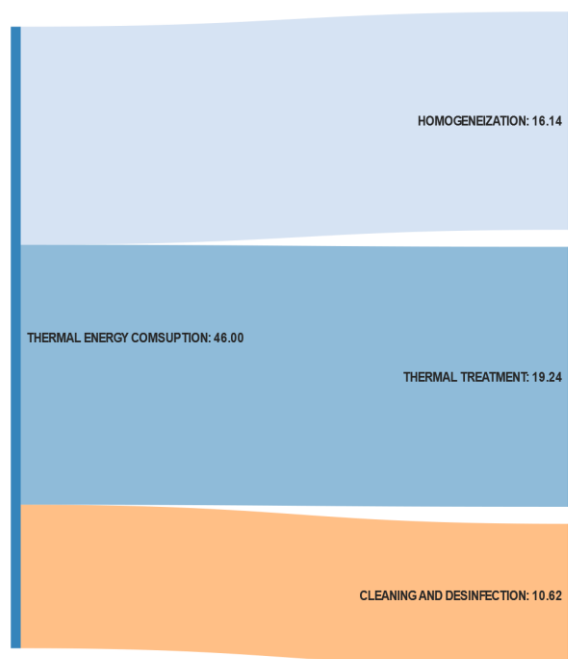 HOMOGENEIZATION: 16.14
THERMAL ENERGY COMSUPTION: 46.00
THERMAL TREATMENT: 19.24
CLEANING AND DESINFECTION: 10.62